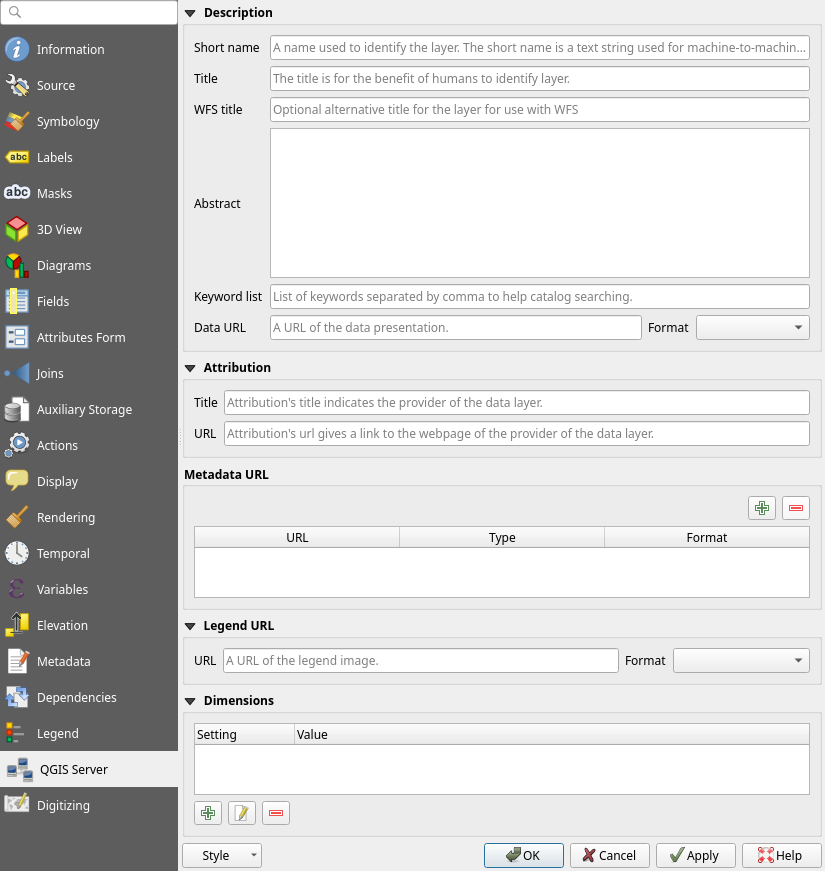 Information
Source
abc
Symbology
Labels
abc
Masks
3D View
Diagrams
Fields
Attributes Form
Joins
Auxiliary Storage
Actions
Display
Rendering
Temporal
Variables
Elevation
Metadata
Dependencies
Legend
QGIS Server
Digitizing
Description
Short name A name used to identify the layer. The short name is a text string used for machine-to-machin...
Title The title is for the benefit of humans to identify layer.
WFS title Optional alternative title for the layer for use with WFS
Abstract
Keyword list List of keywords separated by comma to help catalog searching.
Data URL A URL of the data presentation. Format
Attribution
Title Attribution's title indicates the provider of the data layer.
URL Attribution's url gives a link to the webpage of the provider of the data layer.
Metadata URL
URL Type Format
Legend URL
URL A URL of the legend image. Format
Dimensions
Setting Value
Style OK Cancel Apply Help